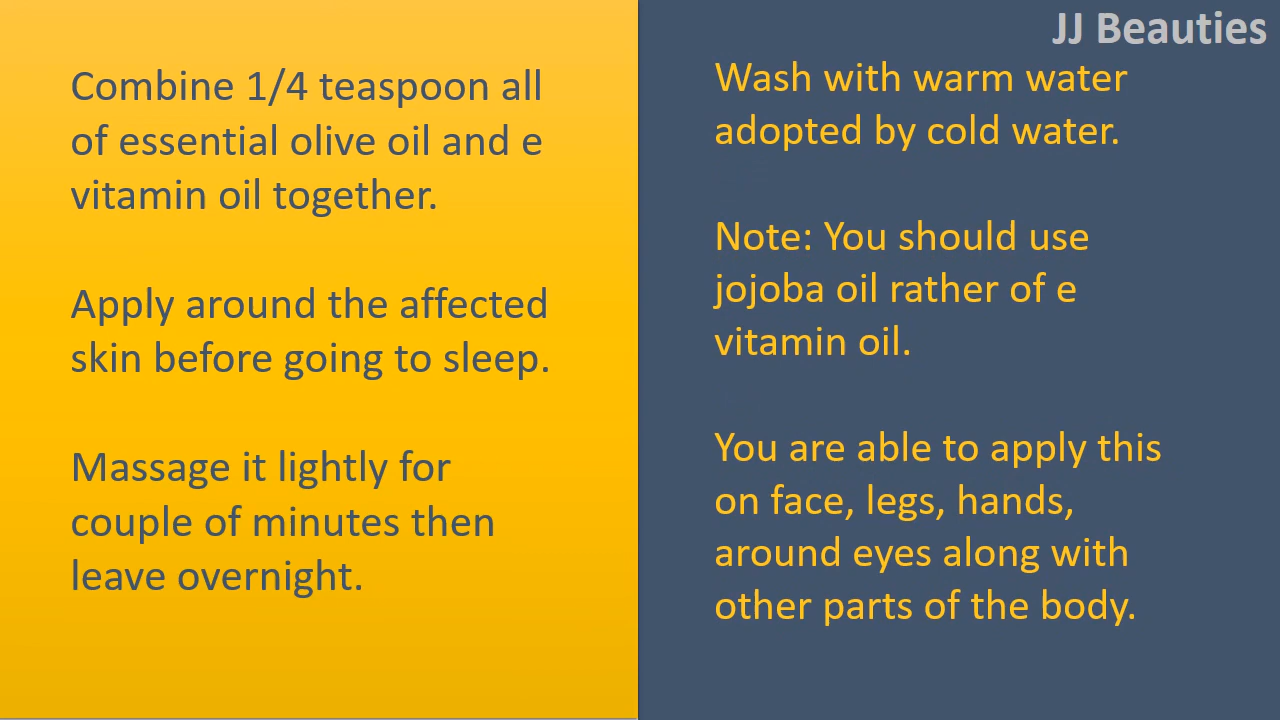 Combine 1/4 teaspoon all
of essential olive oil and e
vitamin oil together.
Apply around the affected
skin before going to sleep.
Massage it lightly for
couple of minutes then
leave overnight.
JJ Beauties
Wash with warm water
adopted by cold water.
Note: You should use
jojoba oil rather of e
vitamin oil.
You are able to apply this
on face, legs, hands,
around eyes along with
other parts of the body.